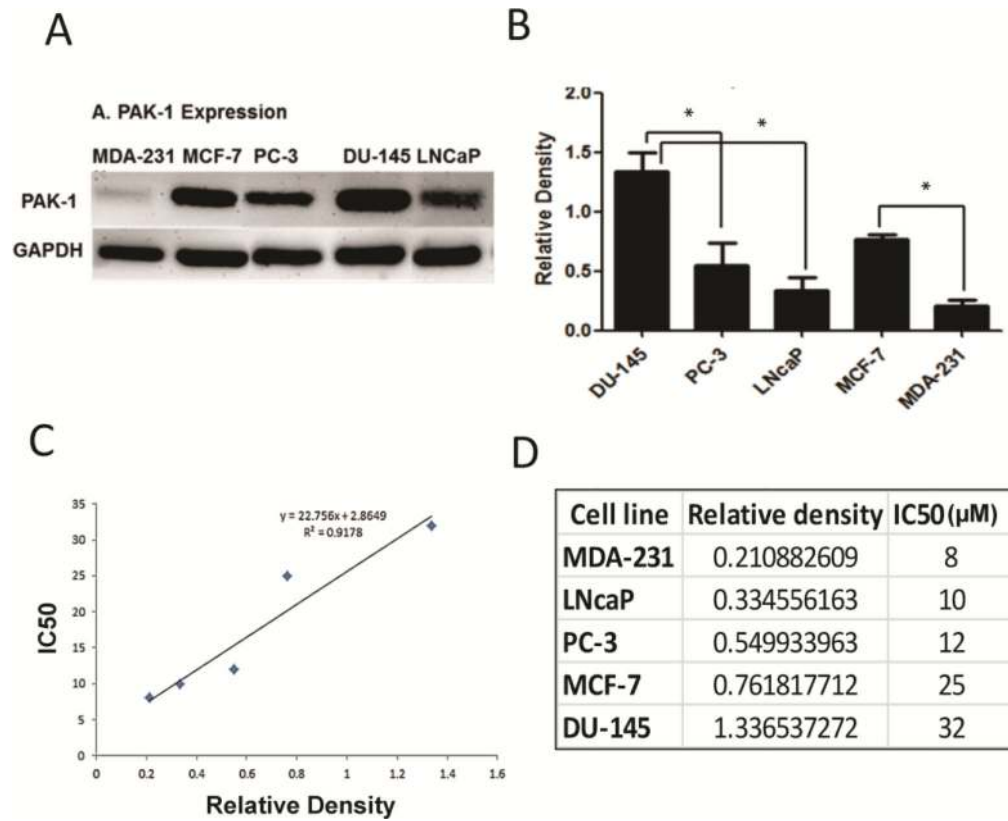 A
A. PAK-1 Expression
MDA-231 MCF-7 PC-3 DU-145 LNCaP
PAK-1
GAPDH
B
Relative Density
2.0
1.5
1.0
0.5
0.0
* * *
DU-145 PC-3 LNcaP MCF-7 MDA-231
C
y = 22.756x + 2.8649
R² = 0.9178
IC50
35
30
25
20
15
10
5
0
0 0.2 0.4 0.6 0.8 1 1.2 1.4 1.6
Relative Density
D
Cell line Relative density IC50 (µM)
MDA-231 0.210882609 8
LNcaP 0.334556163 10
PC-3 0.549933963 12
MCF-7 0.761817712 25
DU-145 1.336537272 32